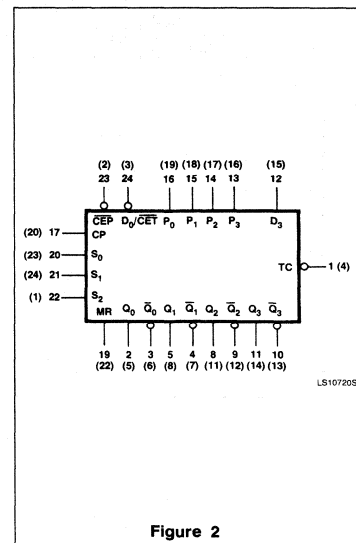 (2) (3) (19) (18) (17) (16) (15)
23 24 16 15 14 13 12
CEP D0/CET P0 P1 P2 P3 D3
(20) 17 CP
(23) 20 S0
(24) 21 S1
(1) 22 S2
TC 1 (4)
MR Q0 Q̅0 Q1 Q̅1 Q2 Q̅2 Q3 Q̅3
19 2 3 5 4 8 9 11 10
(22) (5) (6) (8) (7) (11) (12) (14) (13)
LS10720S
Figure 2